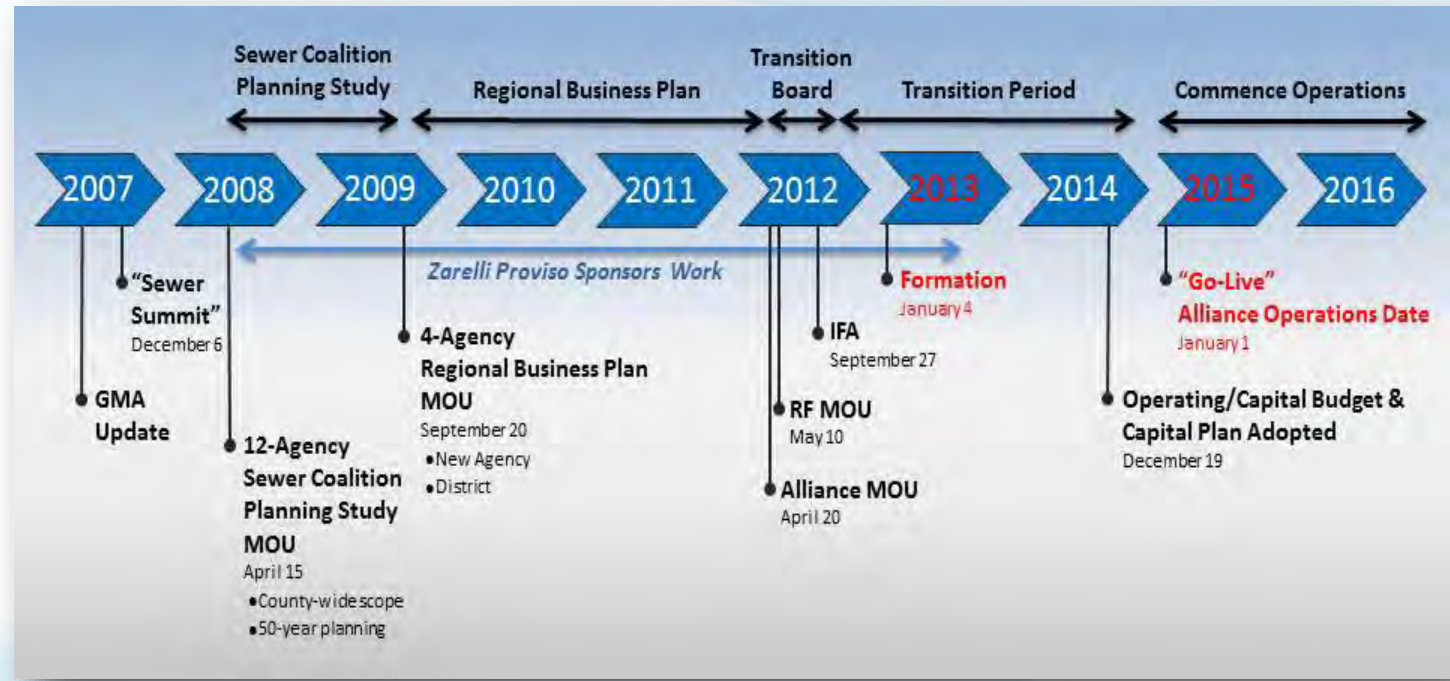 Sewer Coalition
Planning Study
Regional Business Plan
Transition
Board
Transition Period
Commence Operations
2007
2008
2009
2010
2011
2012
2013
2014
2015
2016
Zarelli Proviso Sponsors Work
"Sewer
Summit"
December 6
GMA
Update
12-Agency
Sewer Coalition
Planning Study
MOU
April 15
•County-wide scope
•50-year planning
4-Agency
Regional Business Plan
MOU
September 20
•New Agency
•District
Alliance MOU
April 20
RF MOU
May 10
IFA
September 27
Formation
January 4
Operating/Capital Budget &
Capital Plan Adopted
December 19
"Go-Live"
Alliance Operations Date
January 1